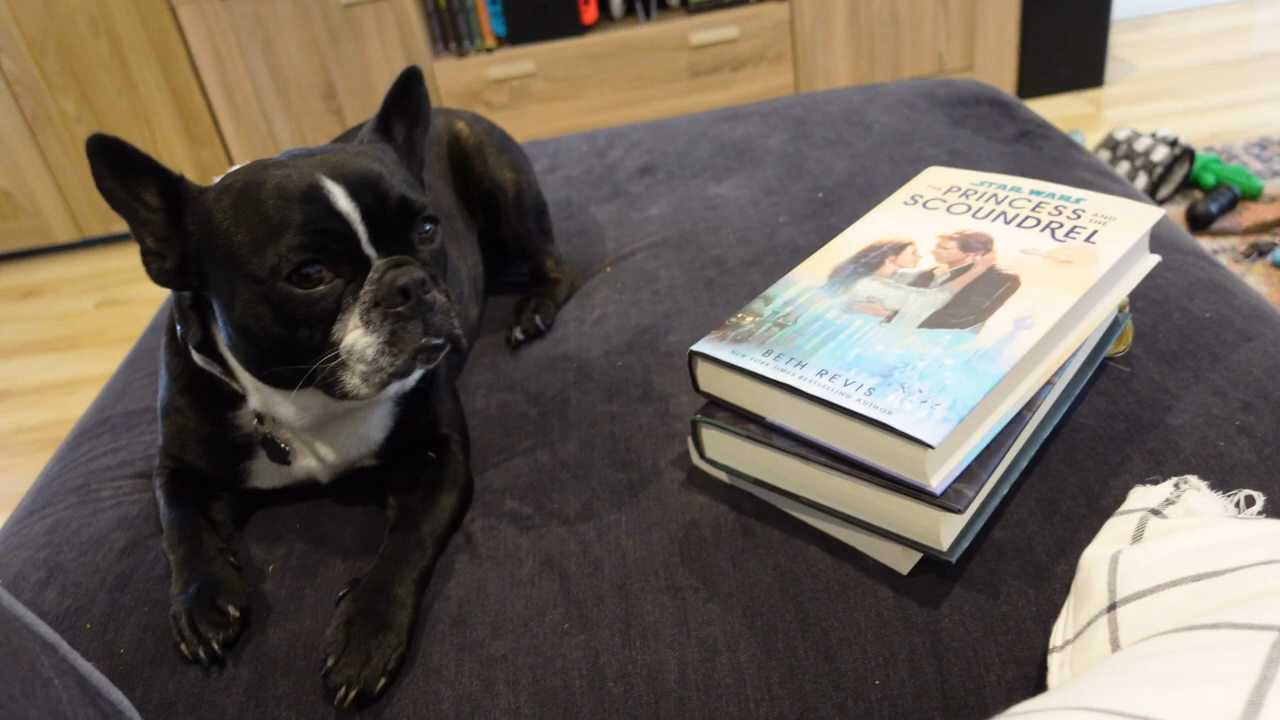 STAR WARS
THE PRINCESS AND THE
SCOUNDREL
BETH REVIS
NEW YORK TIMES BESTSELLING AUTHOR